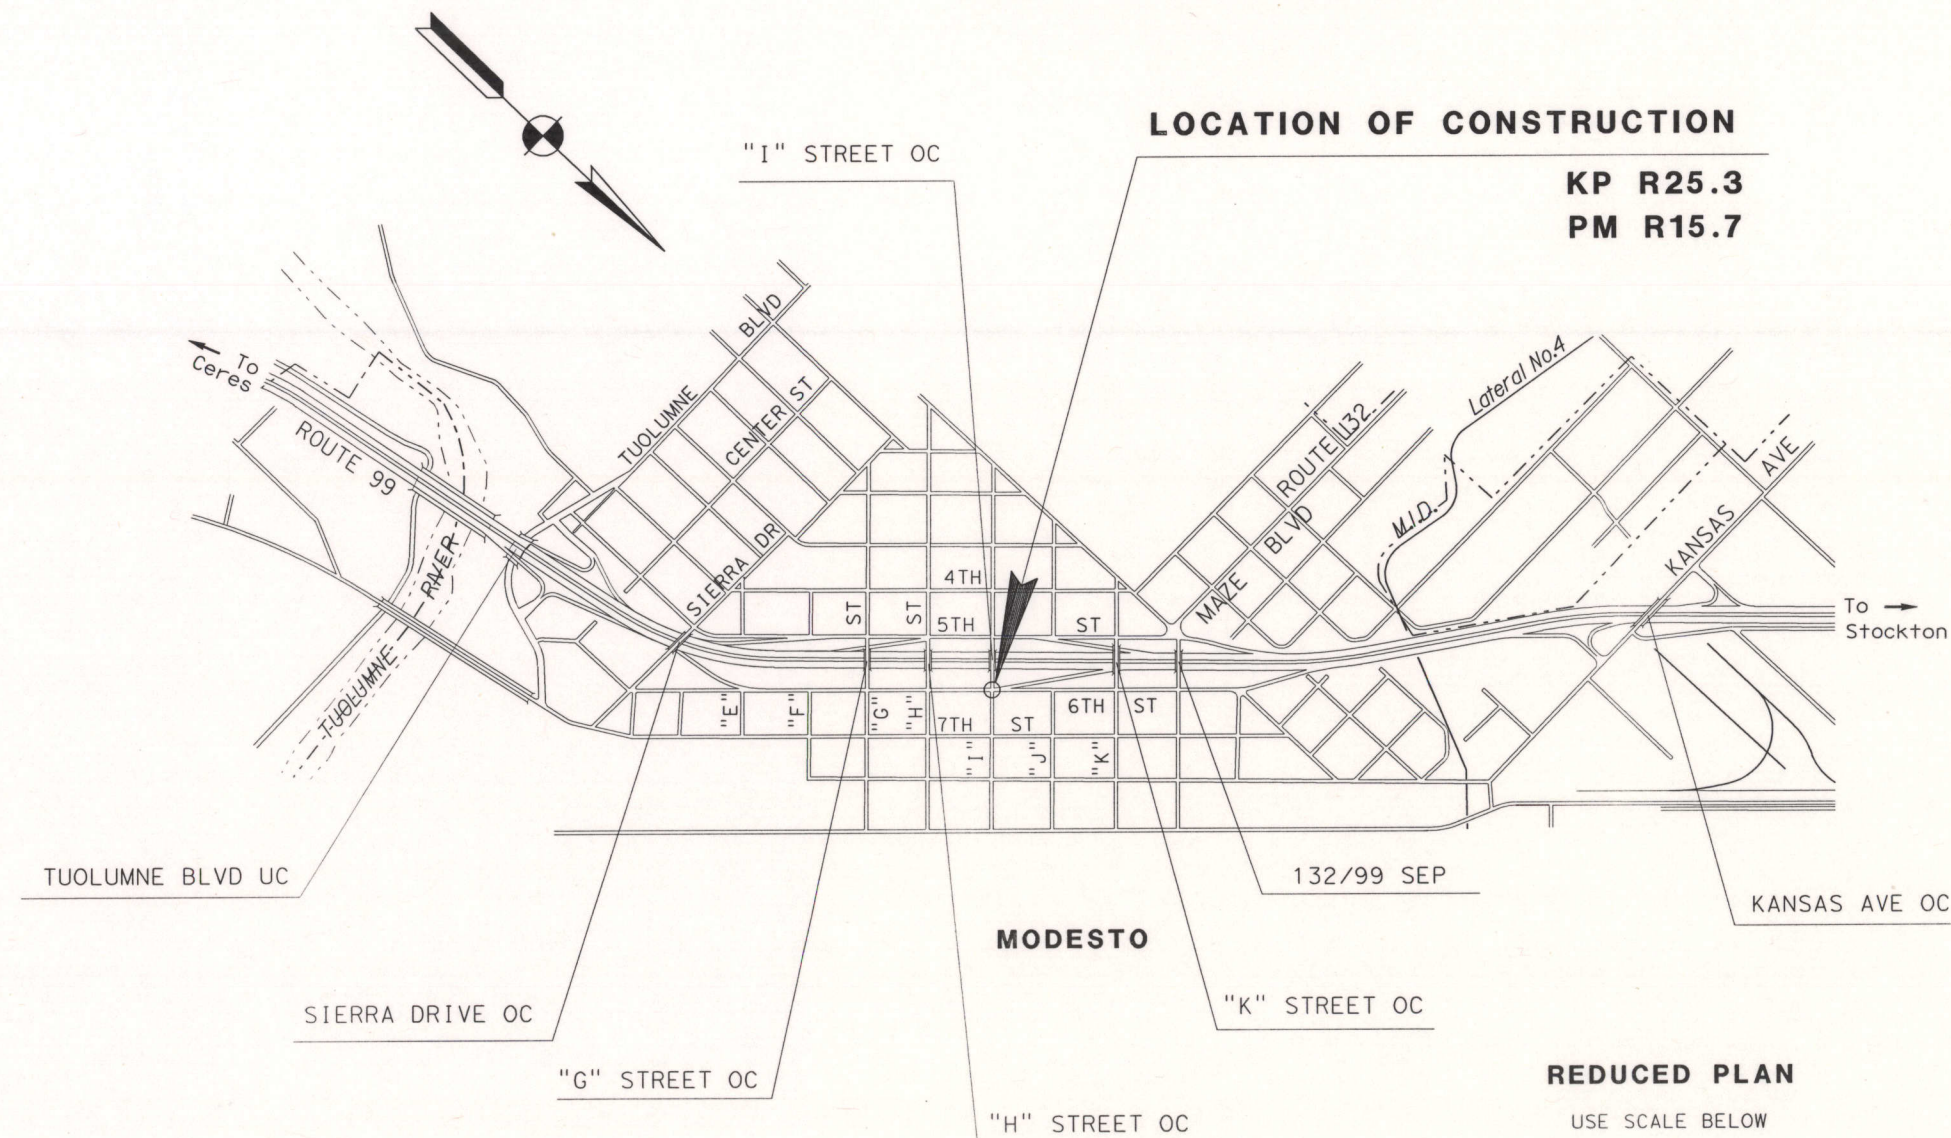 LOCATION OF CONSTRUCTION
KP R25.3
PM R15.7
"I" STREET OC
To
Ceres
ROUTE 99
TUOLUMNE BLVD
CENTER ST
SIERRA DR
TUOLUMNE RIVER
ROUTE 132
MAZE BLVD
Lateral No.4
M.I.D.
KANSAS AVE
To
Stockton
4TH
ST
ST
5TH ST
"E"
"F"
"G"
"H"
6TH ST
7TH ST
"I"
"J"
"K"
TUOLUMNE BLVD UC
132/99 SEP
KANSAS AVE OC
MODESTO
SIERRA DRIVE OC
"K" STREET OC
"G" STREET OC
"H" STREET OC
REDUCED PLAN
USE SCALE BELOW